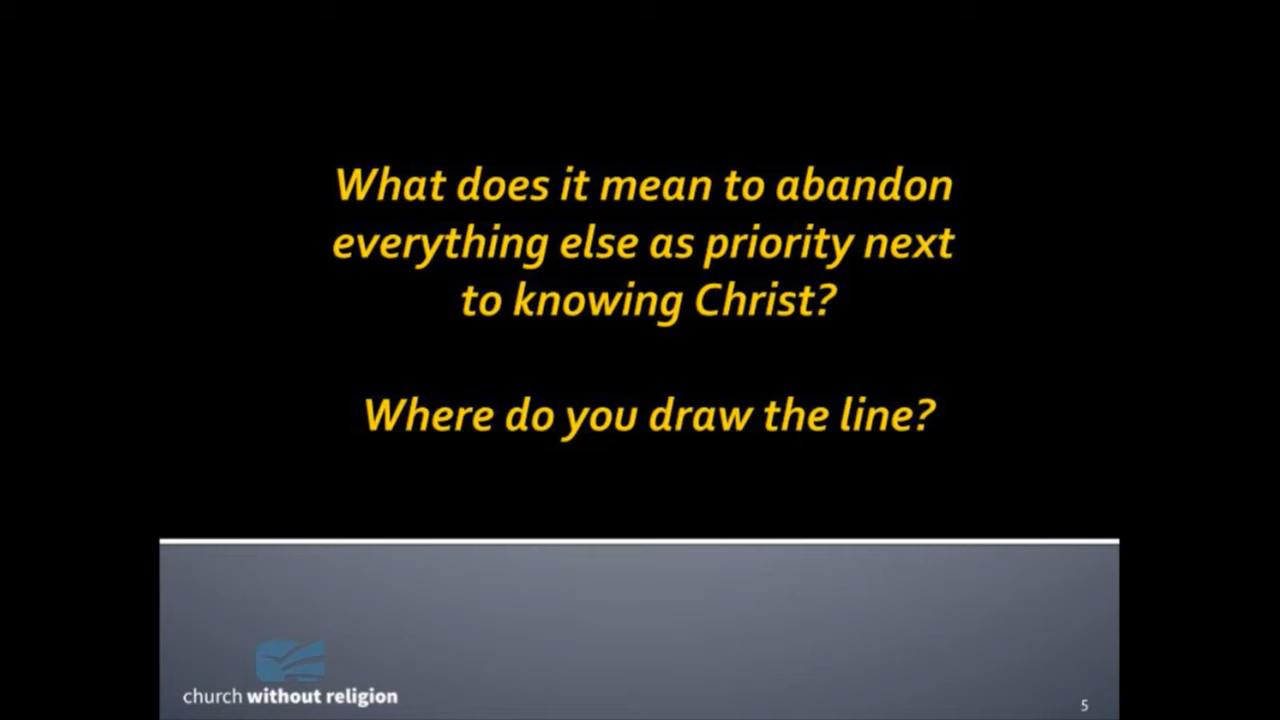 What does it mean to abandon
everything else as priority next
to knowing Christ?
Where do you draw the line?
church without religion
5